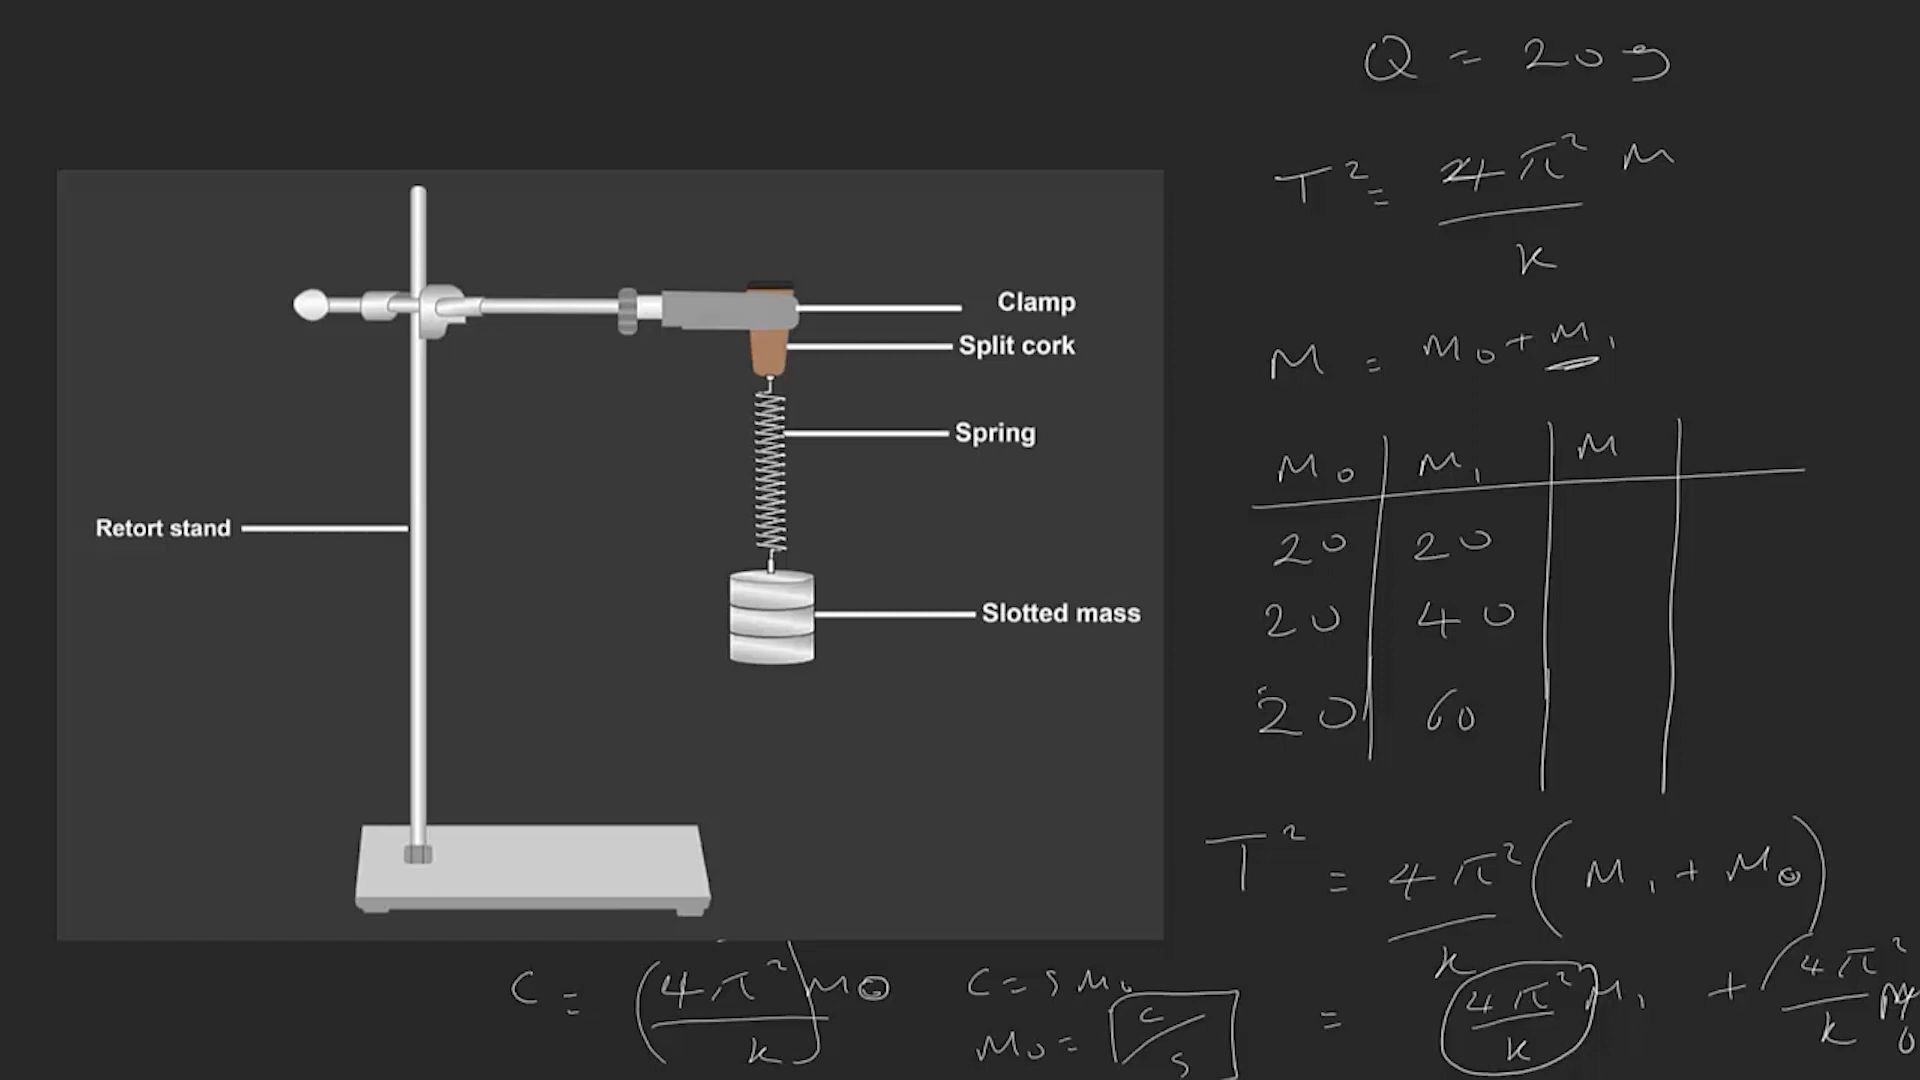 Q = 20g
T² = 4π² M
k
M = M₀ + M₁
M₀ M₁ M
20 20
20 40
20 60
Clamp
Split cork
Spring
Retort stand
Slotted mass
T² = 4π² (M₁ + M₀)
k
= (4π²/k) M₁ + (4π²/k) M₀
C = (4π²/k) M₀
C = S M₀
M₀ = C/S